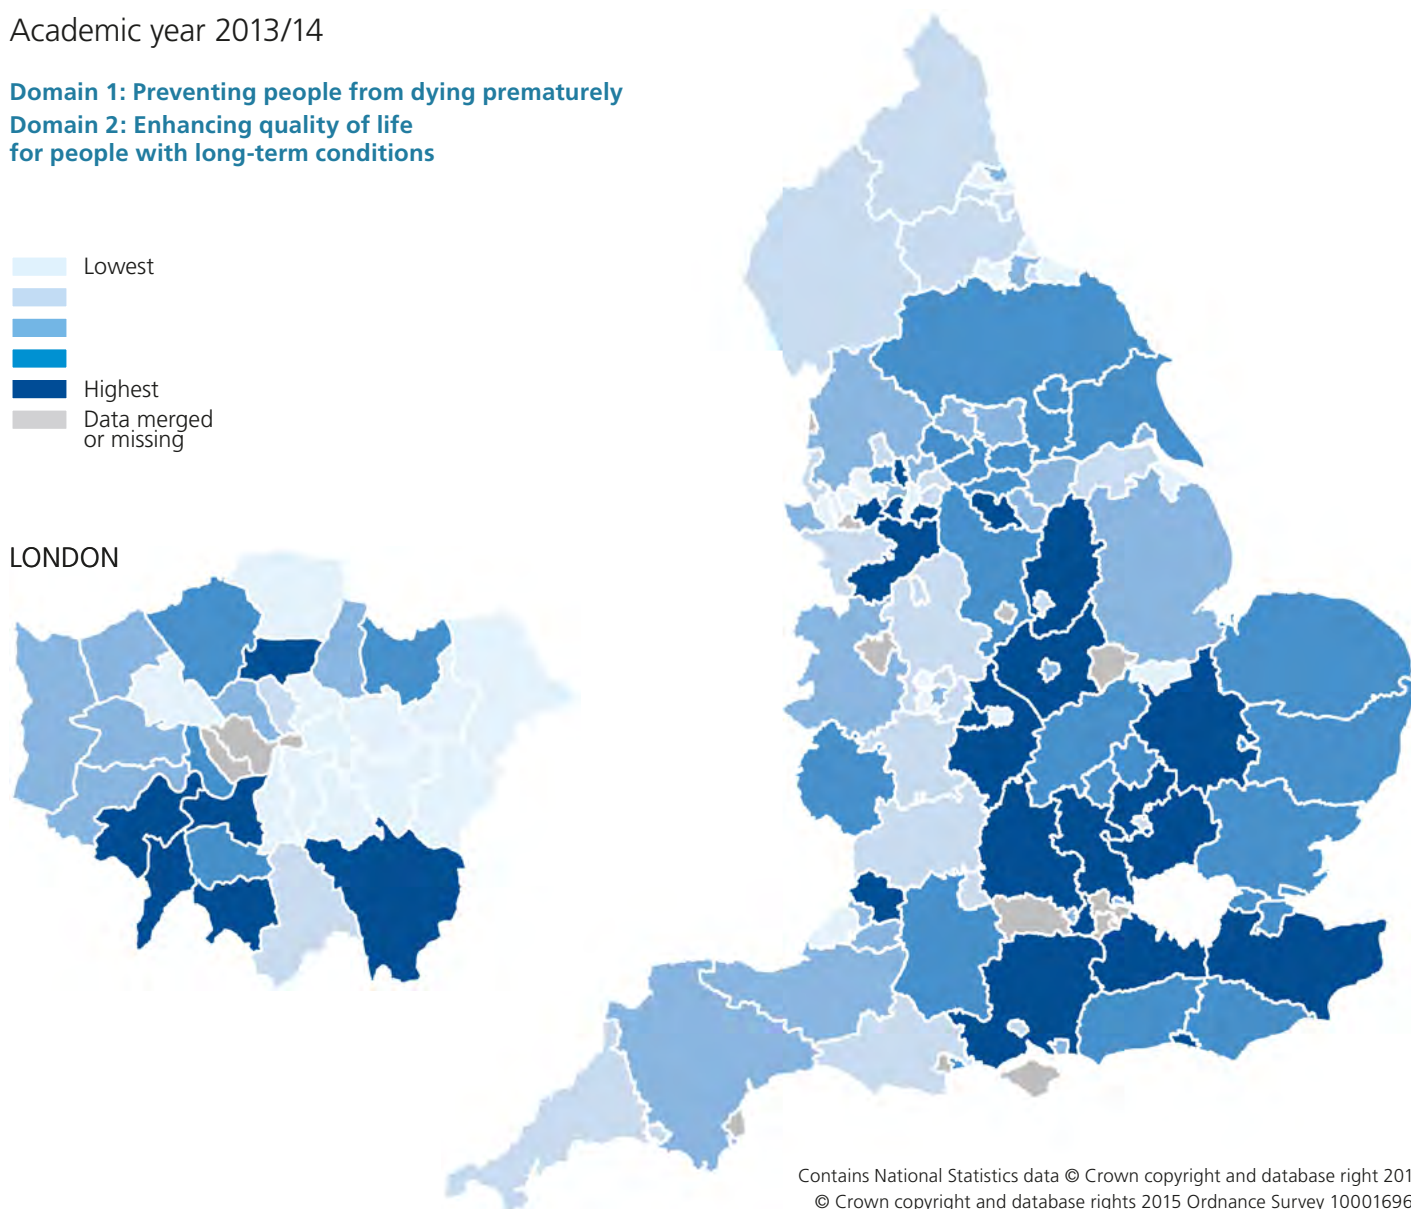 Academic year 2013/14
Domain 1: Preventing people from dying prematurely
Domain 2: Enhancing quality of life
for people with long-term conditions
Lowest
Highest
Data merged
or missing
LONDON
Contains National Statistics data © Crown copyright and database right 201
© Crown copyright and database rights 2015 Ordnance Survey 10001696